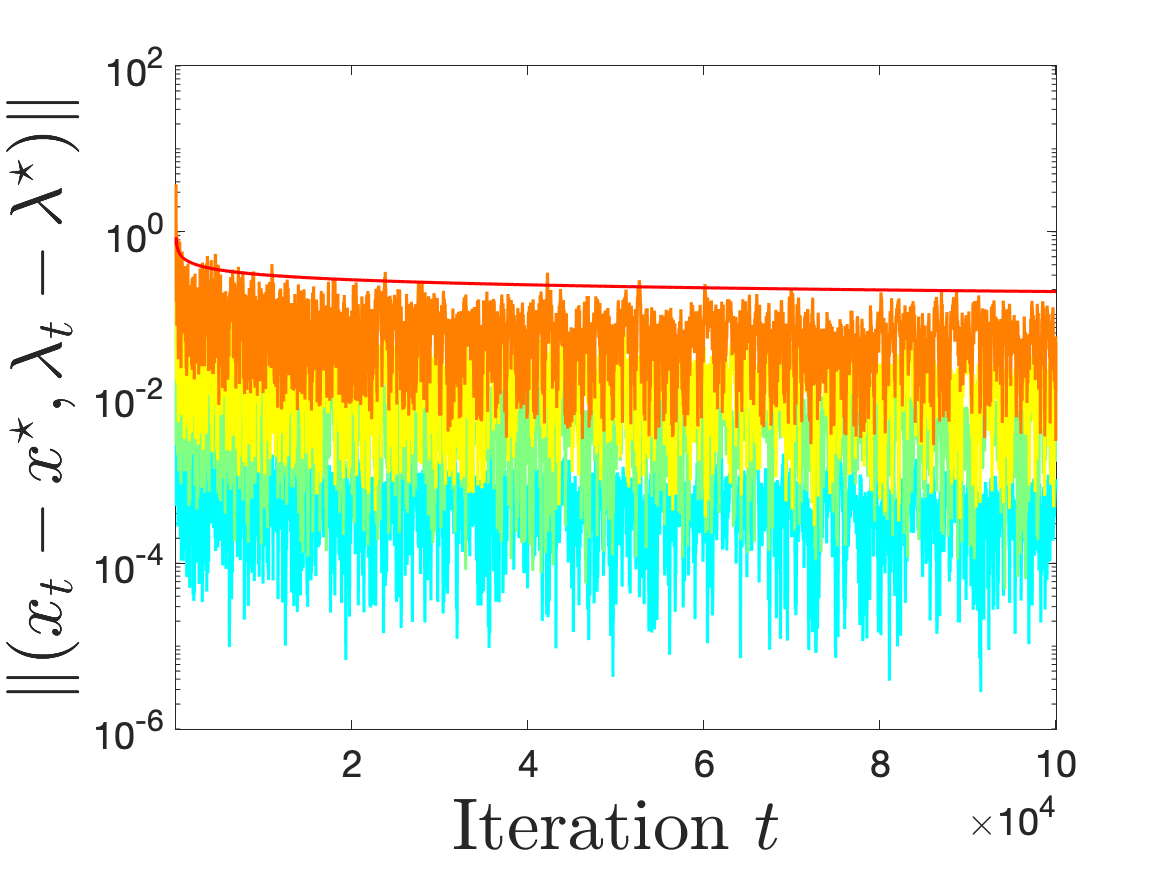 10^2
10^0
10^-2
10^-4
10^-6
‖(x_t − x^⋆, λ_t − λ^⋆)‖
2 4 6 8 10
×10^4
Iteration t